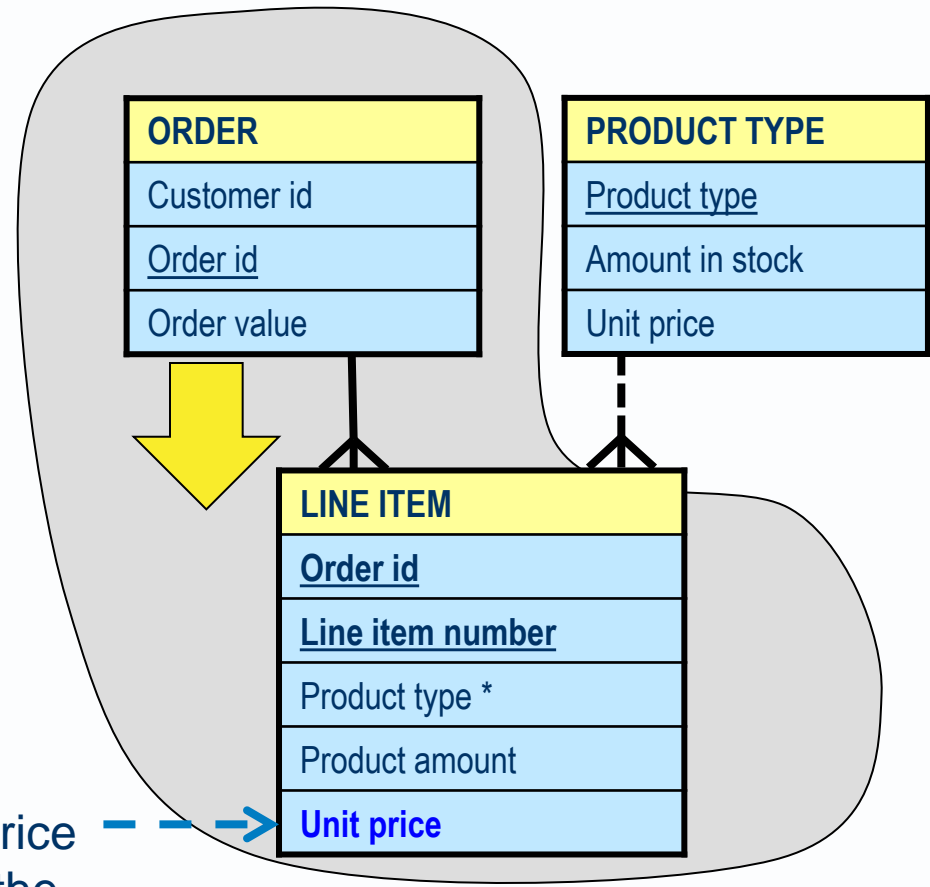 ORDER
Customer id
Order id
Order value
PRODUCT TYPE
Product type
Amount in stock
Unit price
LINE ITEM
Order id
Line item number
Product type *
Product amount
Unit price